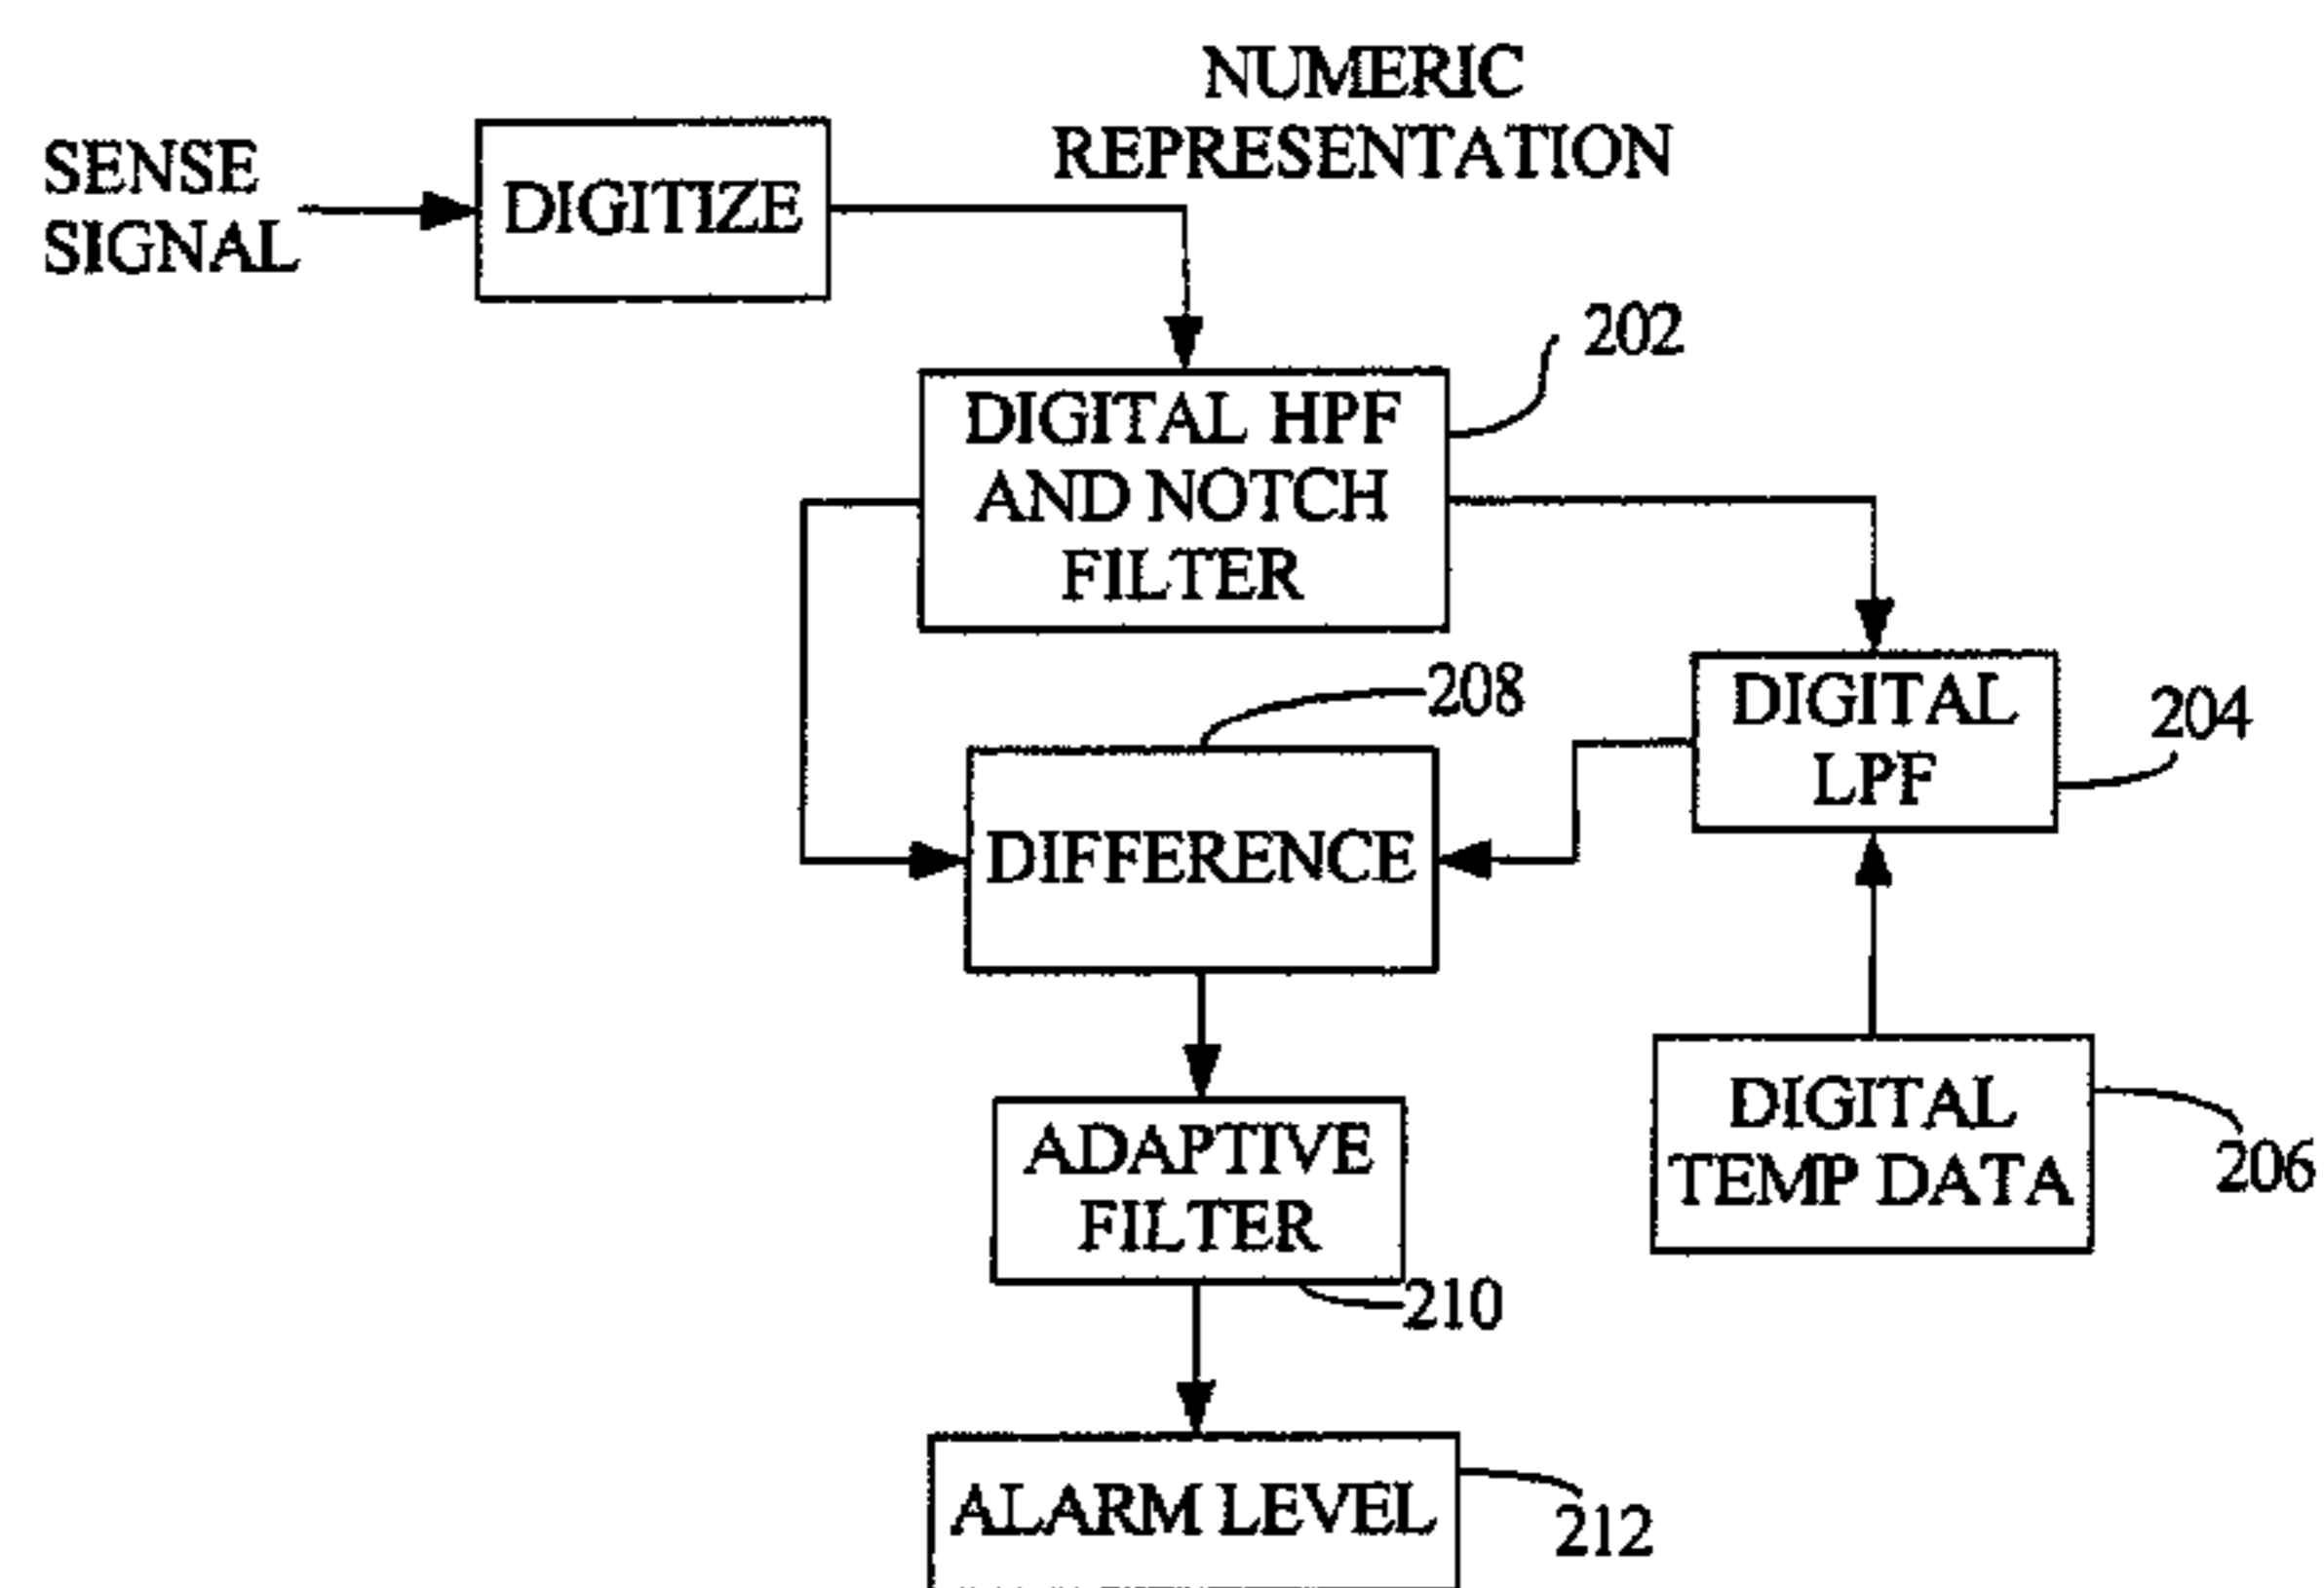 NUMERIC
REPRESENTATION
SENSE
SIGNAL
DIGITIZE
202
DIGITAL HPF
AND NOTCH
FILTER
208
DIGITAL
LPF
204
DIFFERENCE
DIGITAL
TEMP DATA
206
ADAPTIVE
FILTER
210
ALARM LEVEL
212